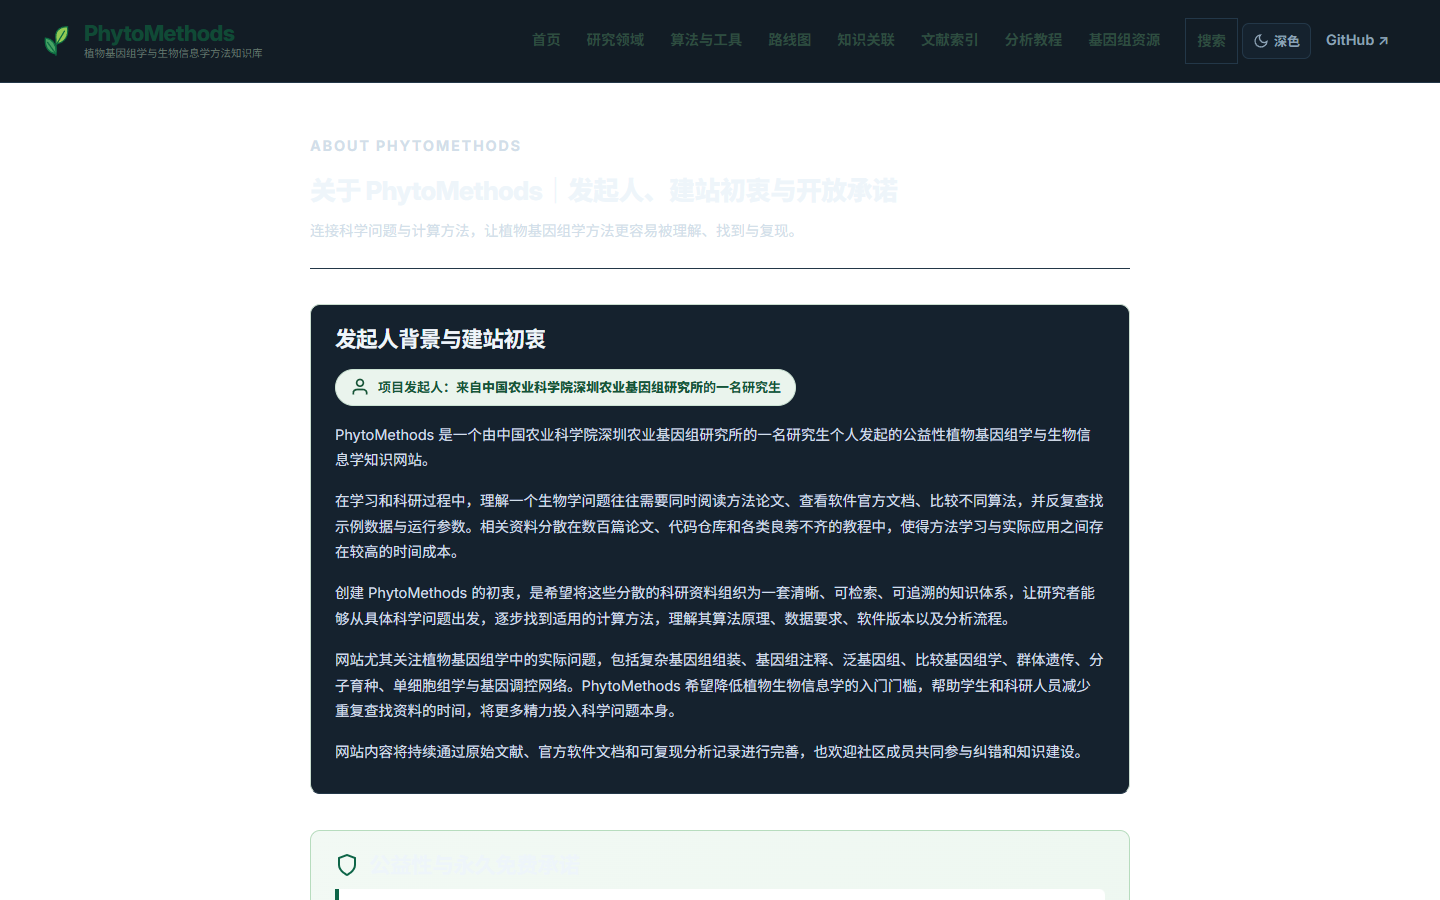 PhytoMethods
植物基因组学与生物信息学方法知识库
首页 研究领域 算法与工具 路线图 知识关联 文献索引 分析教程 基因组资源 搜索 深色 GitHub ↗
ABOUT PHYTOMETHODS
关于 PhytoMethods｜发起人、建站初衷与开放承诺
连接科学问题与计算方法，让植物基因组学方法更容易被理解、找到与复现。
发起人背景与建站初衷
项目发起人：来自中国农业科学院深圳农业基因组研究所的一名研究生
PhytoMethods 是一个由中国农业科学院深圳农业基因组研究所的一名研究生个人发起的公益性植物基因组学与生物信
息学知识网站。
在学习和科研过程中，理解一个生物学问题往往需要同时阅读方法论文、查看软件官方文档、比较不同算法，并反复查找
示例数据与运行参数。相关资料分散在数百篇论文、代码仓库和各类良莠不齐的教程中，使得方法学习与实际应用之间存
在较高的时间成本。
创建 PhytoMethods 的初衷，是希望将这些分散的科研资料组织为一套清晰、可检索、可追溯的知识体系，让研究者能
够从具体科学问题出发，逐步找到适用的计算方法，理解其算法原理、数据要求、软件版本以及分析流程。
网站尤其关注植物基因组学中的实际问题，包括复杂基因组组装、基因组注释、泛基因组、比较基因组学、群体遗传、分
子育种、单细胞组学与基因调控网络。PhytoMethods 希望降低植物生物信息学的入门门槛，帮助学生和科研人员减少
重复查找资料的时间，将更多精力投入科学问题本身。
网站内容将持续通过原始文献、官方软件文档和可复现分析记录进行完善，也欢迎社区成员共同参与纠错和知识建设。
公益性与永久免费承诺